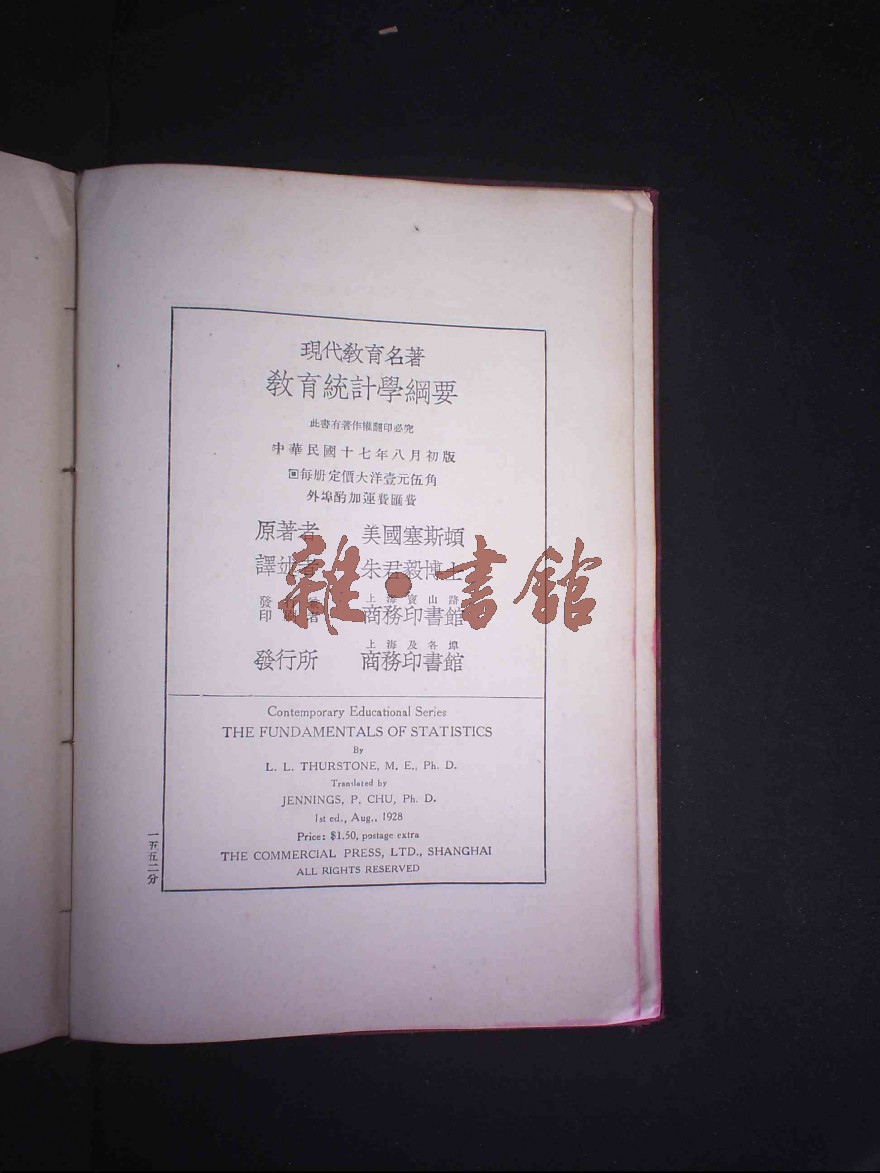 現代教育名著
教育統計學綱要
此書有著作權翻印必究
中華民國十七年八月初版
每册定價大洋壹元伍角
外埠酌加運費匯費
原著者 美國塞斯頓
譯述者 朱君毅博士
上海寶山路
印刷者 商務印書館
上海及各埠
發行所 商務印書館
雜·書館
Contemporary Educational Series
THE FUNDAMENTALS OF STATISTICS
By
L. L. THURSTONE, M. E., Ph. D.
Translated by
JENNINGS, P. CHU, Ph. D.
1st ed., Aug., 1928
Price: $1.50, postage extra
THE COMMERCIAL PRESS, LTD., SHANGHAI
ALL RIGHTS RESERVED
一五五二分